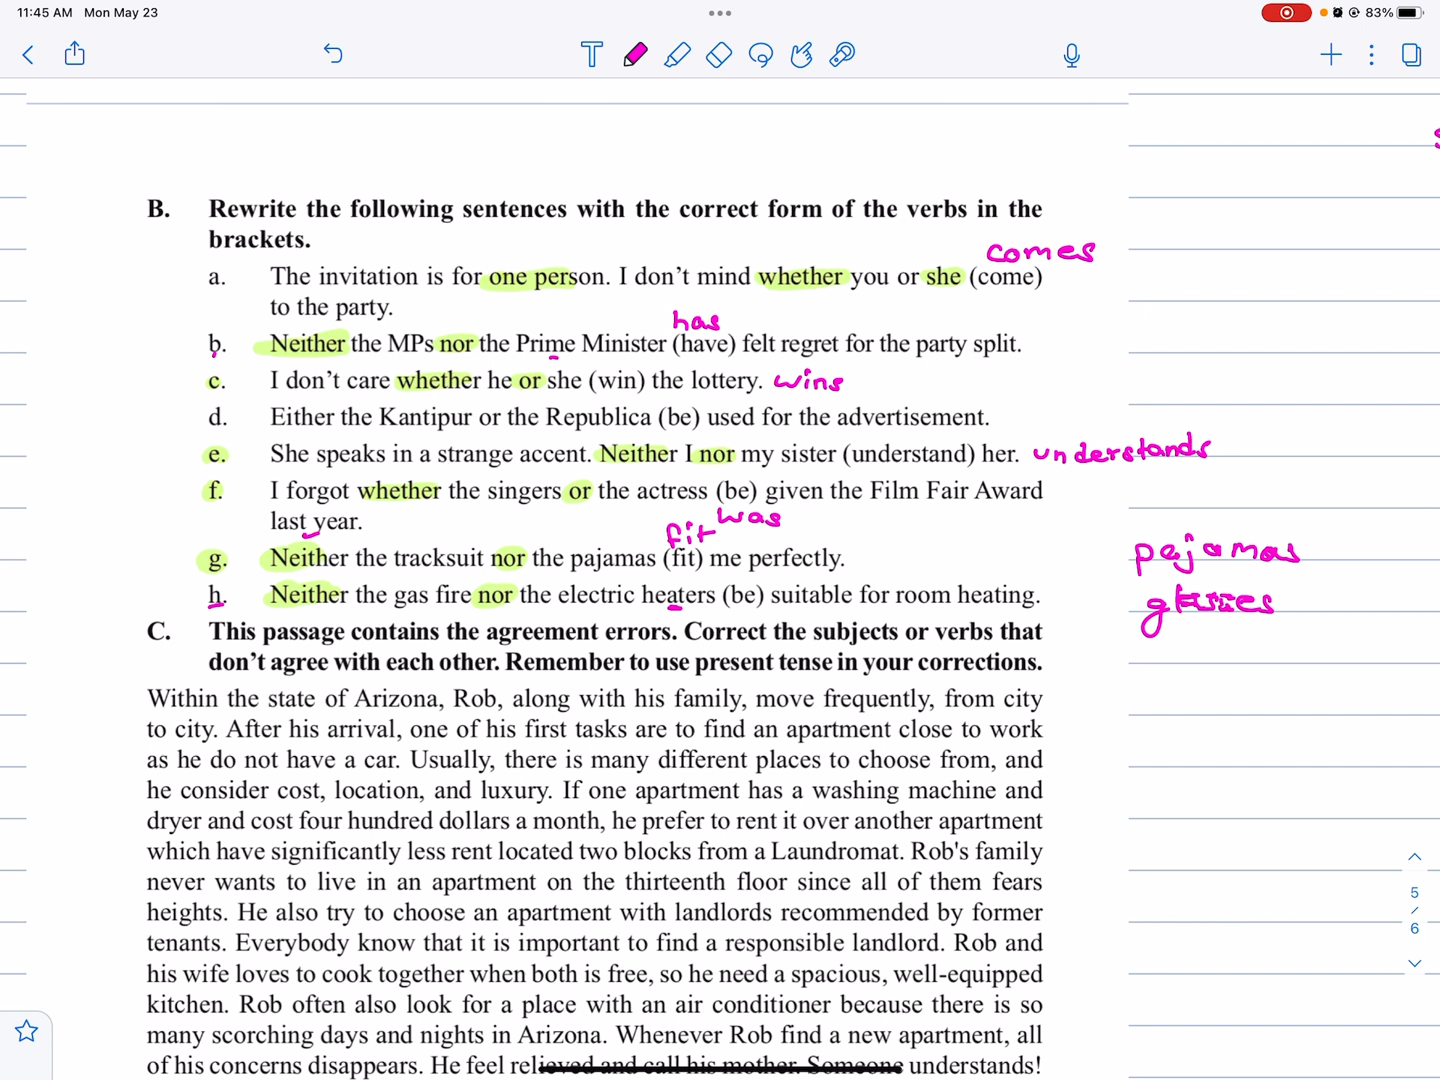 11:45 AM Mon May 23
83%
B. Rewrite the following sentences with the correct form of the verbs in the
brackets.
comes
a. The invitation is for one person. I don't mind whether you or she (come)
to the party.
has
b. Neither the MPs nor the Prime Minister (have) felt regret for the party split.
c. I don't care whether he or she (win) the lottery. wins
d. Either the Kantipur or the Republica (be) used for the advertisement.
e. She speaks in a strange accent. Neither I nor my sister (understand) her. understands
f. I forgot whether the singers or the actress (be) given the Film Fair Award
last year.
was
fit
g. Neither the tracksuit nor the pajamas (fit) me perfectly.
pajamas
h. Neither the gas fire nor the electric heaters (be) suitable for room heating.
C. This passage contains the agreement errors. Correct the subjects or verbs that
don't agree with each other. Remember to use present tense in your corrections.
Within the state of Arizona, Rob, along with his family, move frequently, from city
to city. After his arrival, one of his first tasks are to find an apartment close to work
as he do not have a car. Usually, there is many different places to choose from, and
he consider cost, location, and luxury. If one apartment has a washing machine and
dryer and cost four hundred dollars a month, he prefer to rent it over another apartment
which have significantly less rent located two blocks from a Laundromat. Rob's family
never wants to live in an apartment on the thirteenth floor since all of them fears
heights. He also try to choose an apartment with landlords recommended by former
tenants. Everybody know that it is important to find a responsible landlord. Rob and
his wife loves to cook together when both is free, so he need a spacious, well-equipped
kitchen. Rob often also look for a place with an air conditioner because there is so
many scorching days and nights in Arizona. Whenever Rob find a new apartment, all
of his concerns disappears. He feel relieved and call his mother. Someone understands!
5
/
6